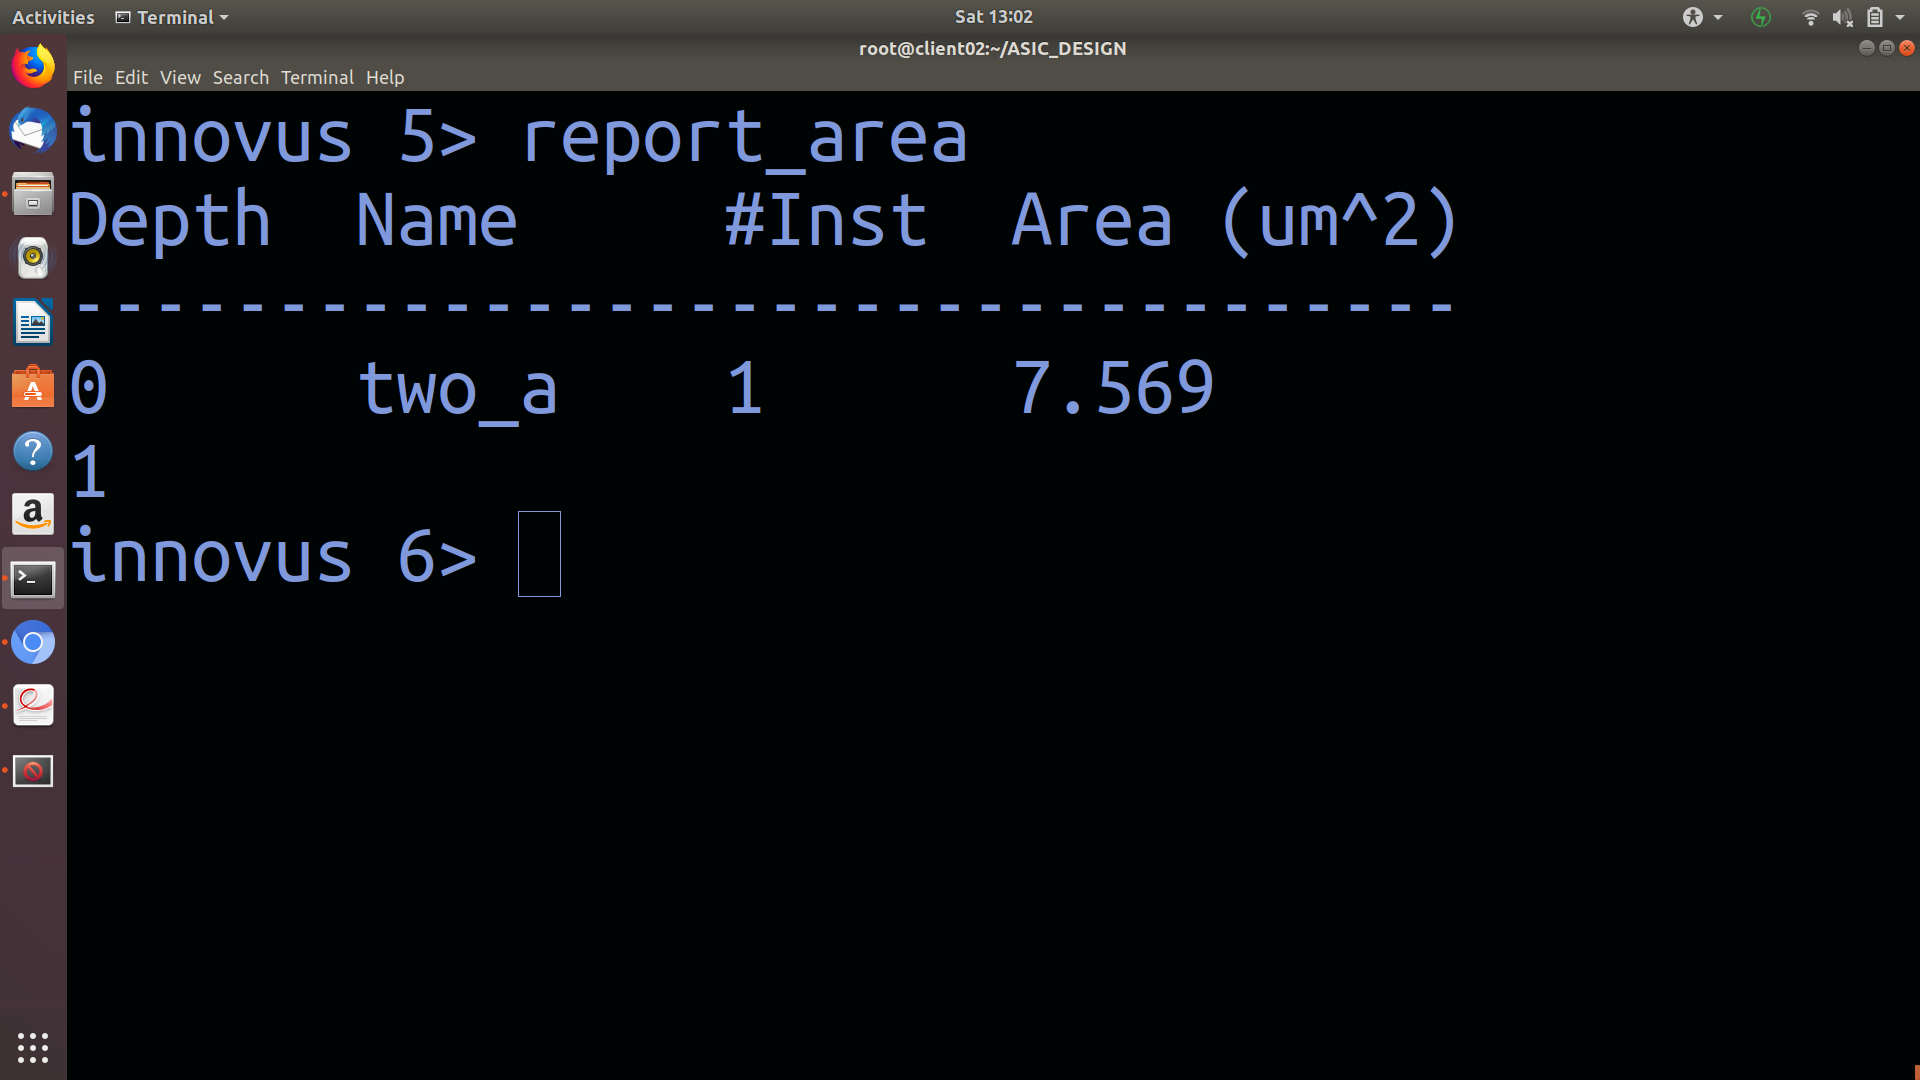 Activities Terminal Sat 13:02
root@client02:~/ASIC_DESIGN
File Edit View Search Terminal Help
innovus 5> report_area
Depth Name #Inst Area (um^2)
----------------------------------
0 two_a 1 7.569
1
innovus 6>